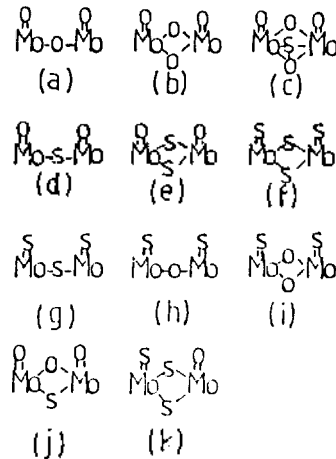 O O O O O O
Mo-O-Mo Mo O Mo Mo O S Mo
O O
(a) (b) (c)
O O O O S S
Mo-S-Mo Mo S Mo Mo S Mo
S S
(d) (e) (f)
S S S S S S
Mo-S-Mo Mo-O-Mo Mo O Mo
O
(g) (h) (i)
O O S O
Mo O Mo Mo S Mo
S S
(j) (k)